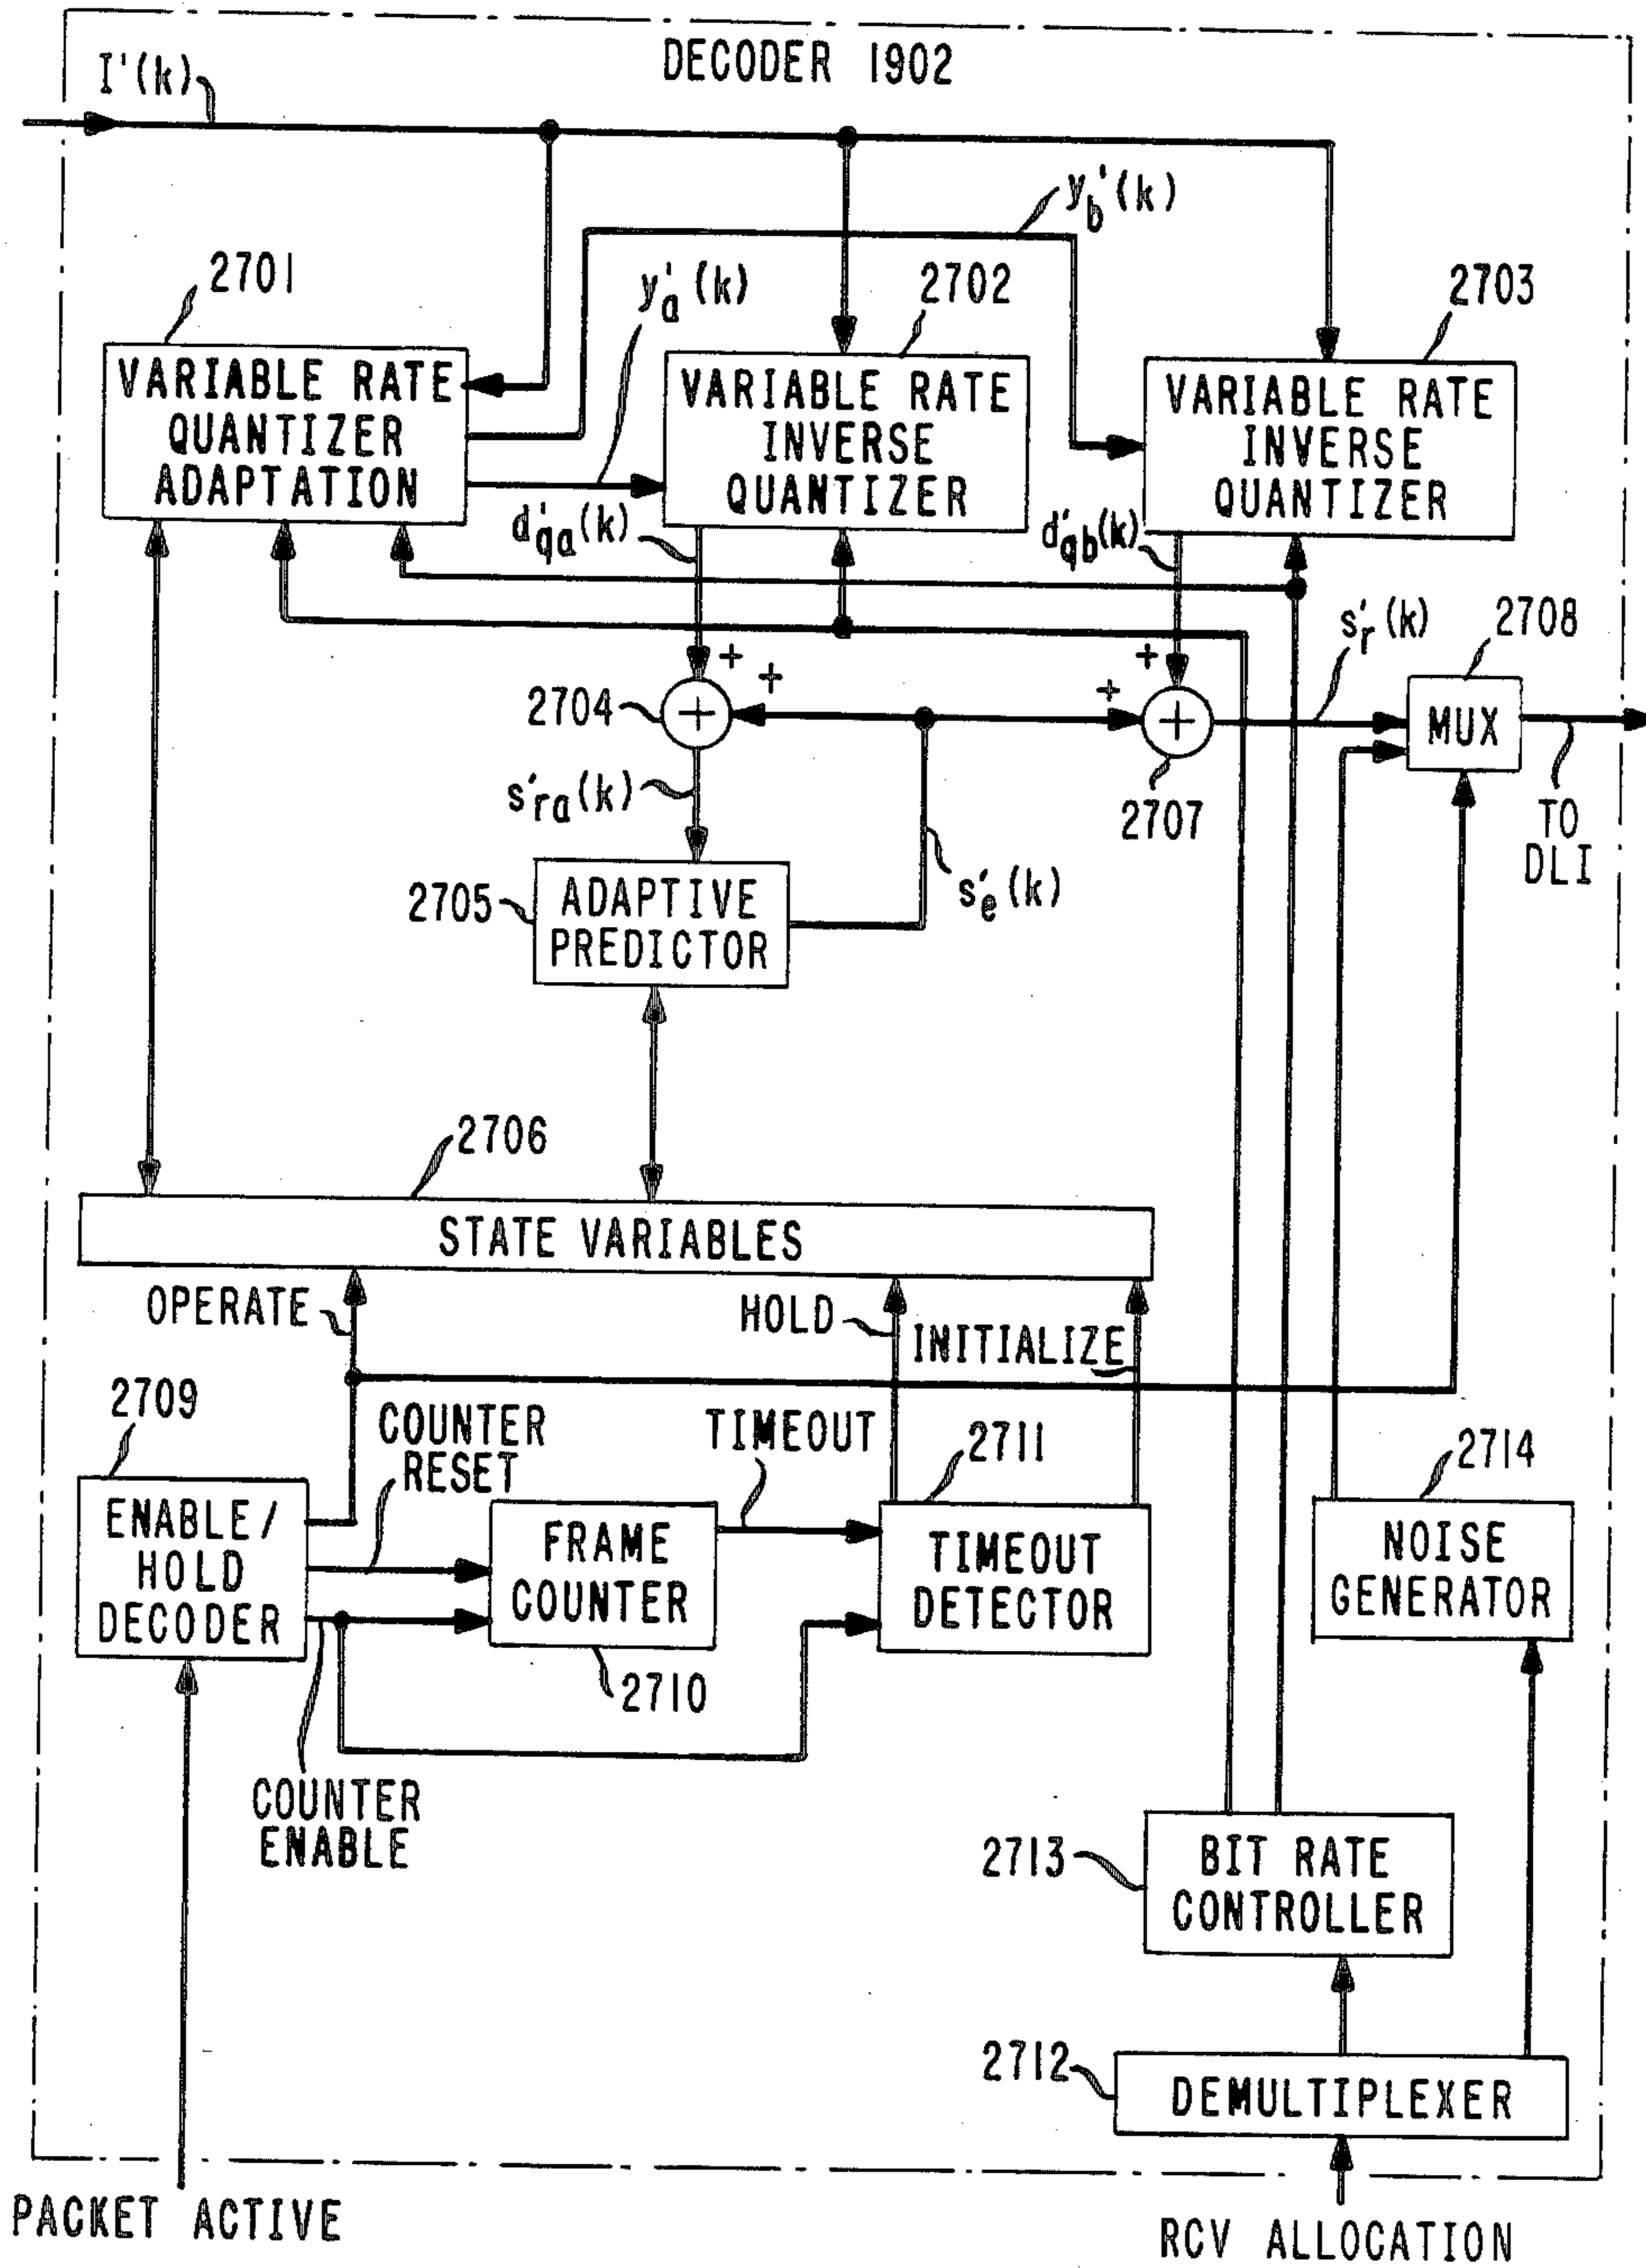 DECODER 1902
I'(k)
y'b(k)
2701
y'a(k)
2702
2703
VARIABLE RATE
QUANTIZER
ADAPTATION
VARIABLE RATE
INVERSE
QUANTIZER
VARIABLE RATE
INVERSE
QUANTIZER
d'qa(k)
d'qb(k)
s'r(k)
2708
+
+
+
+
2704
+
+
MUX
s'ra(k)
2707
TO
DLI
2705
ADAPTIVE
PREDICTOR
s'e(k)
2706
STATE VARIABLES
OPERATE
HOLD
INITIALIZE
2709
COUNTER
RESET
TIMEOUT
2711
2714
ENABLE/
HOLD
DECODER
FRAME
COUNTER
TIMEOUT
DETECTOR
NOISE
GENERATOR
2710
COUNTER
ENABLE
2713
BIT RATE
CONTROLLER
2712
DEMULTIPLEXER
PACKET ACTIVE
RCV ALLOCATION